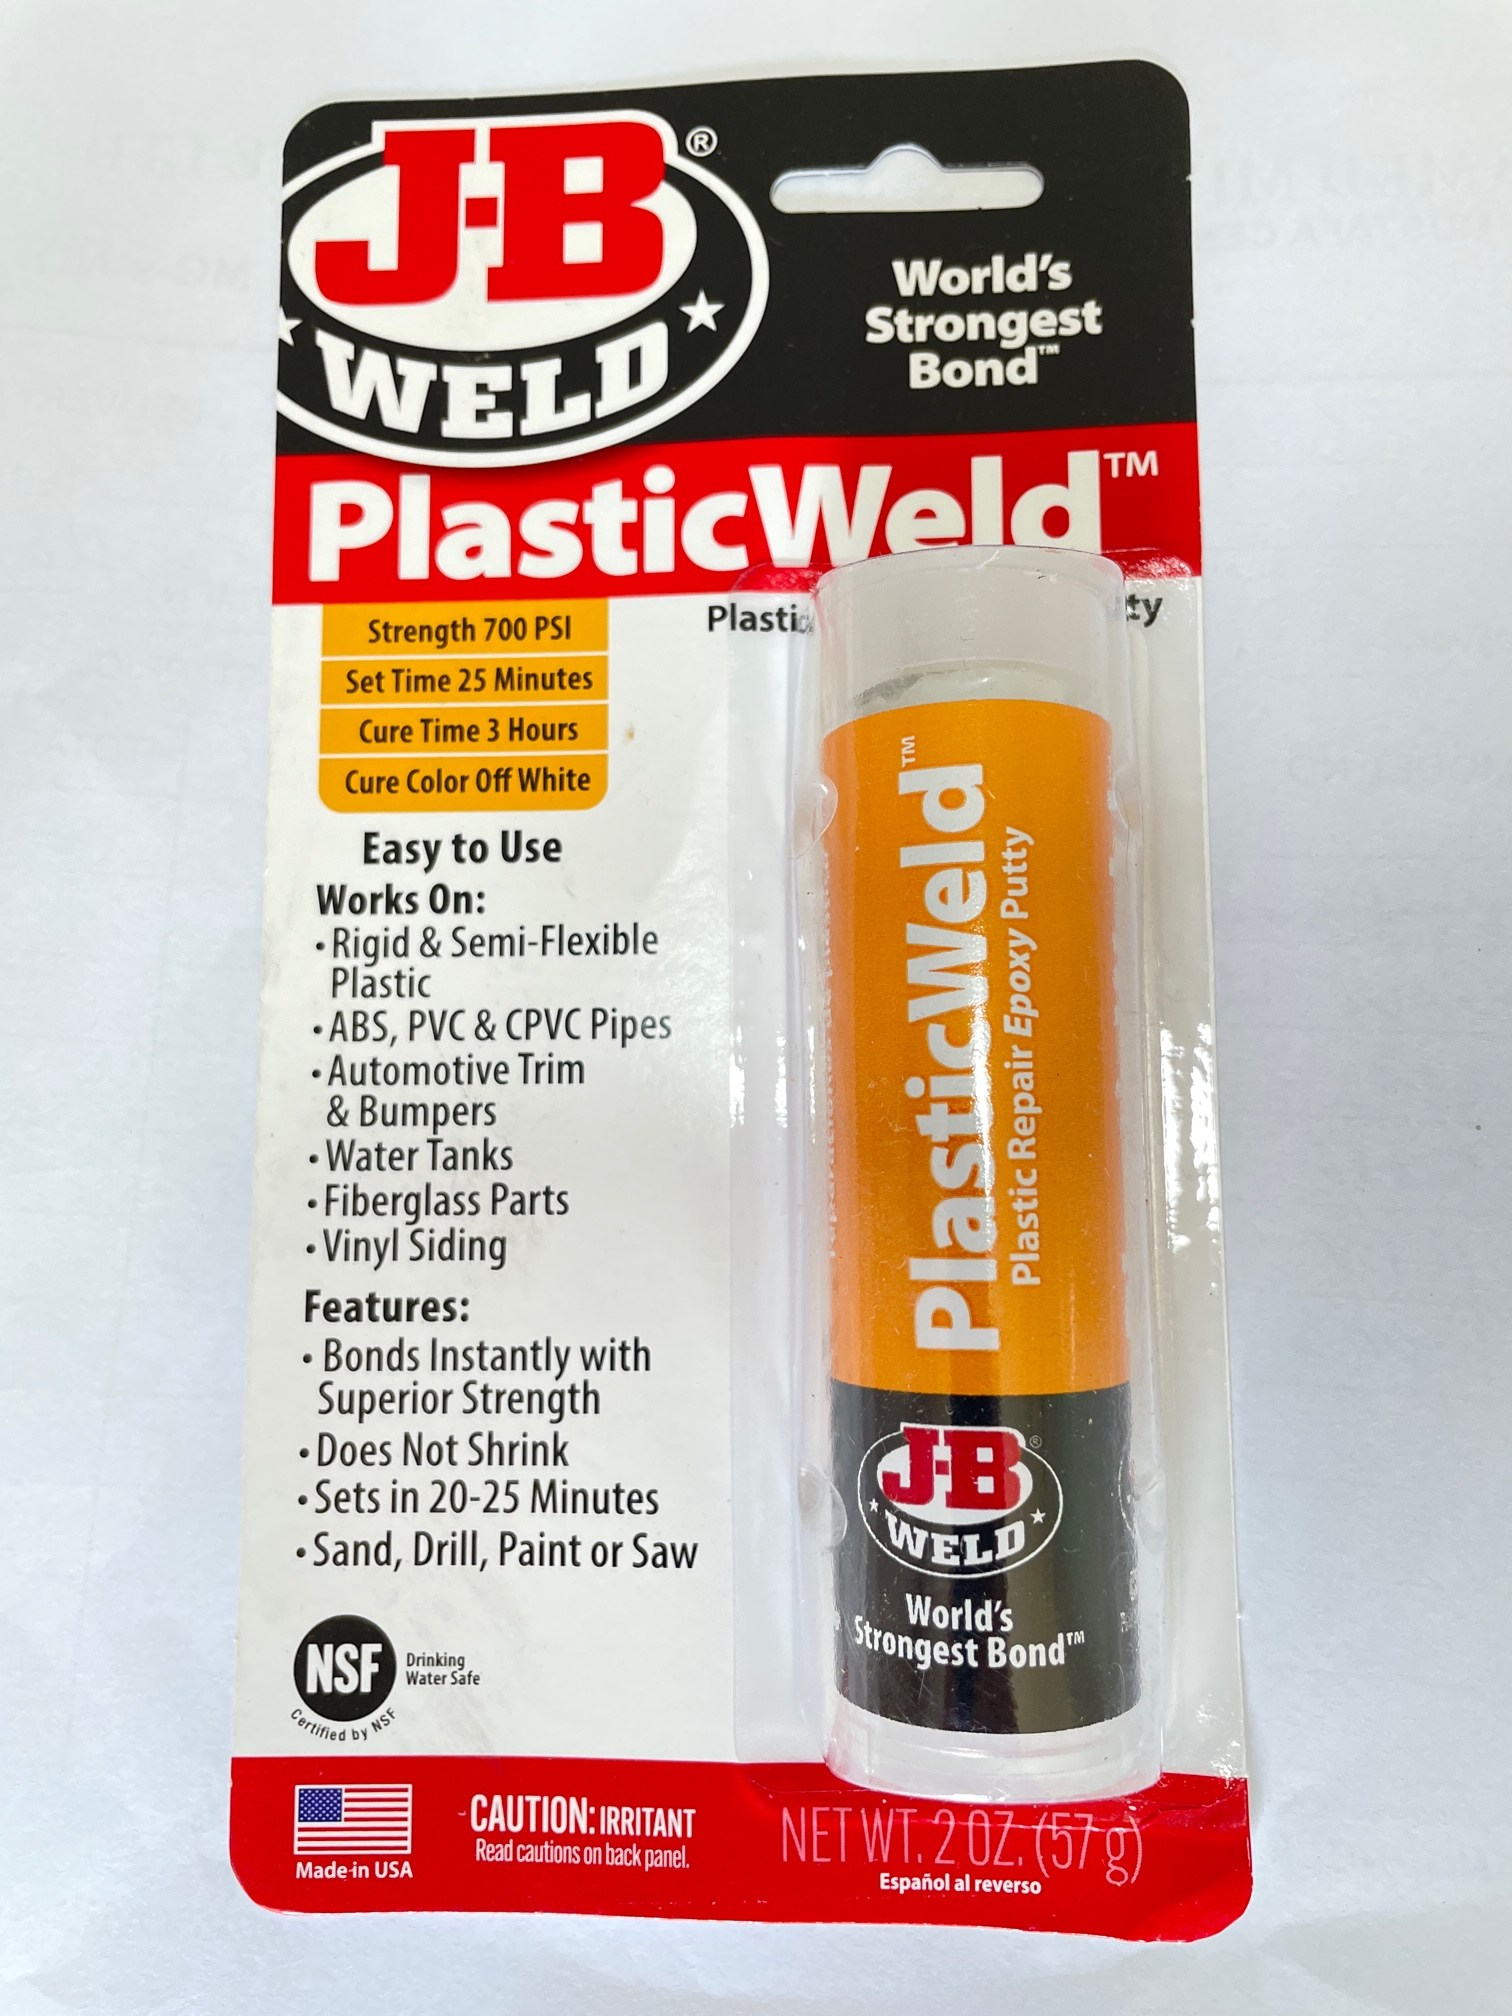 J-B®
WELD
World's
Strongest
Bond™
PlasticWeld™
Strength 700 PSI
Set Time 25 Minutes
Cure Time 3 Hours
Cure Color Off White
Easy to Use
Works On:
• Rigid & Semi-Flexible
Plastic
• ABS, PVC & CPVC Pipes
• Automotive Trim
& Bumpers
• Water Tanks
• Fiberglass Parts
• Vinyl Siding
Features:
• Bonds Instantly with
Superior Strength
• Does Not Shrink
• Sets in 20-25 Minutes
• Sand, Drill, Paint or Saw
NSF
Certified by NSF
Drinking
Water Safe
Made in USA
CAUTION: IRRITANT
Read cautions on back panel.
NET WT. 2 OZ. (57 g)
Español al reverso
PlasticWeld™
Plastic Repair Epoxy Putty
J-B®
WELD
World's
Strongest Bond™